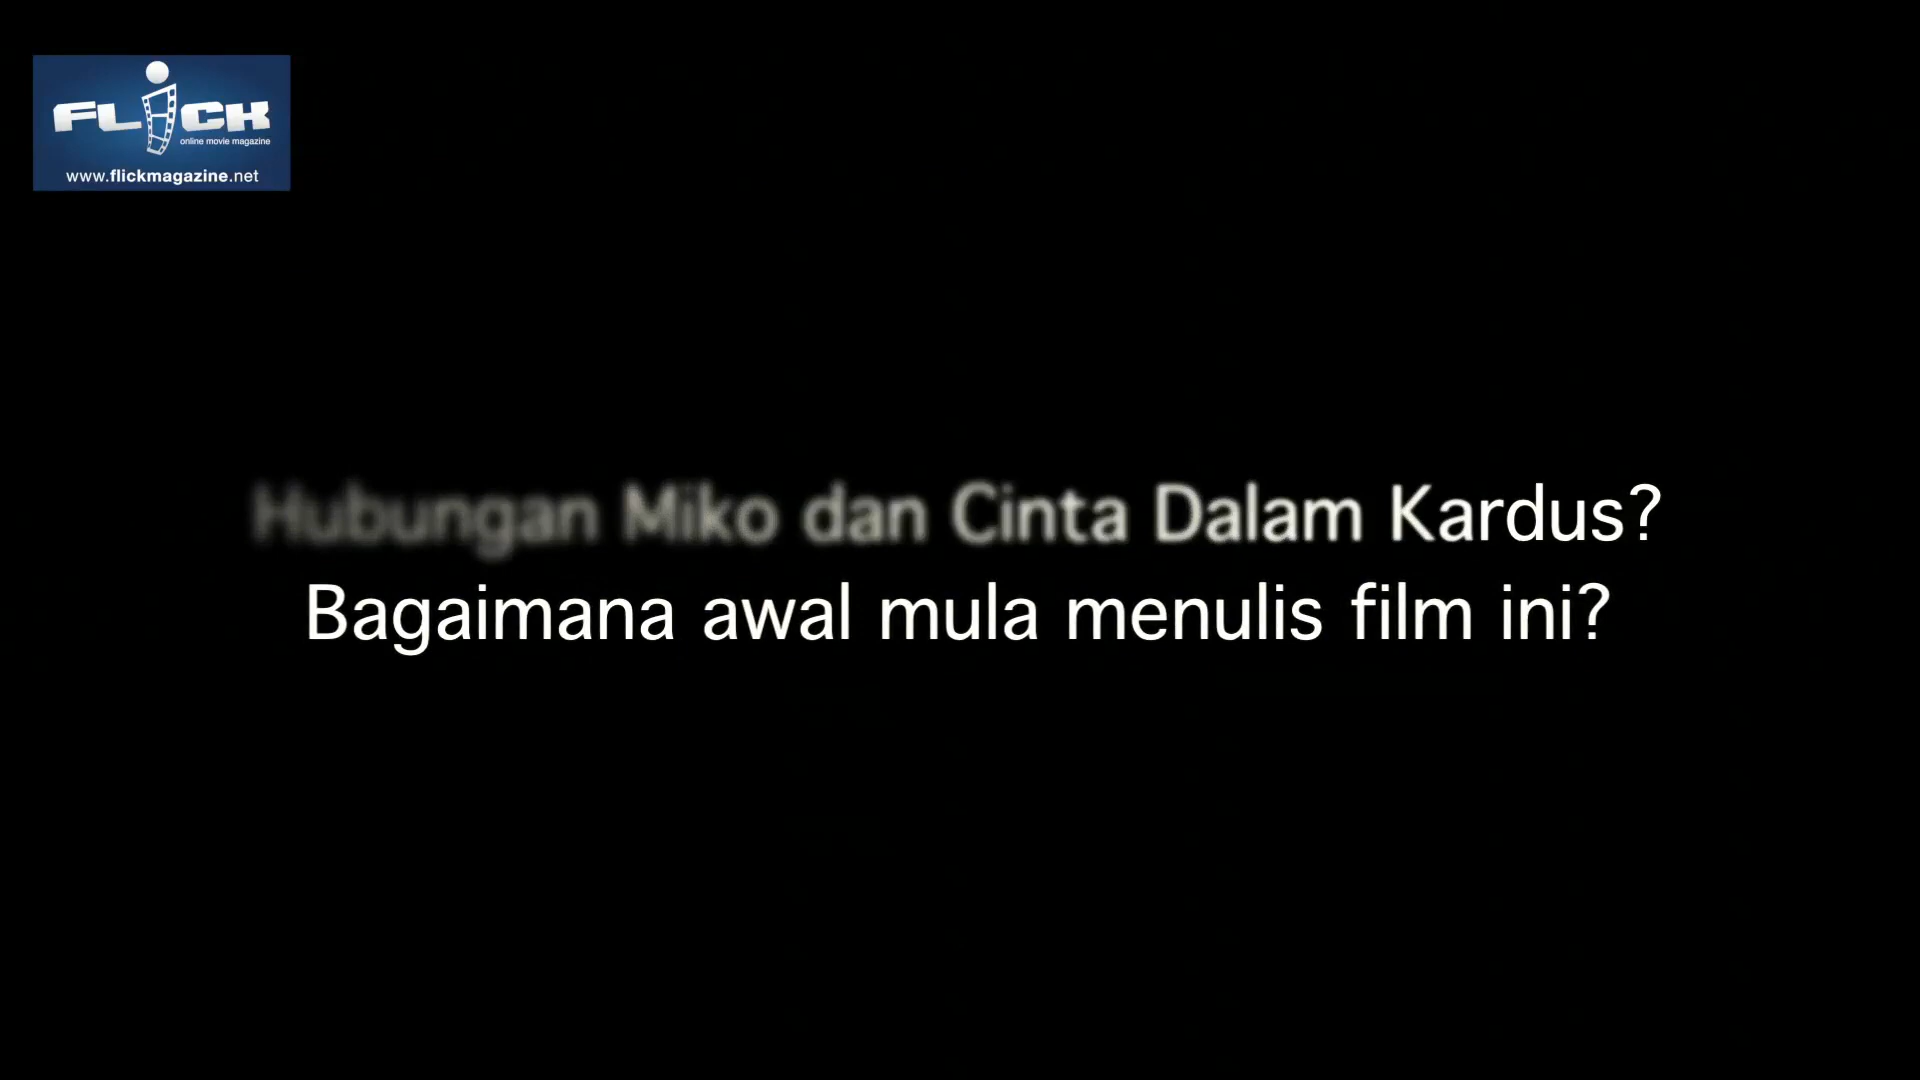 FLiCK
online movie magazine
www.flickmagazine.net
Hubungan Miko dan Cinta Dalam Kardus?
Bagaimana awal mula menulis film ini?